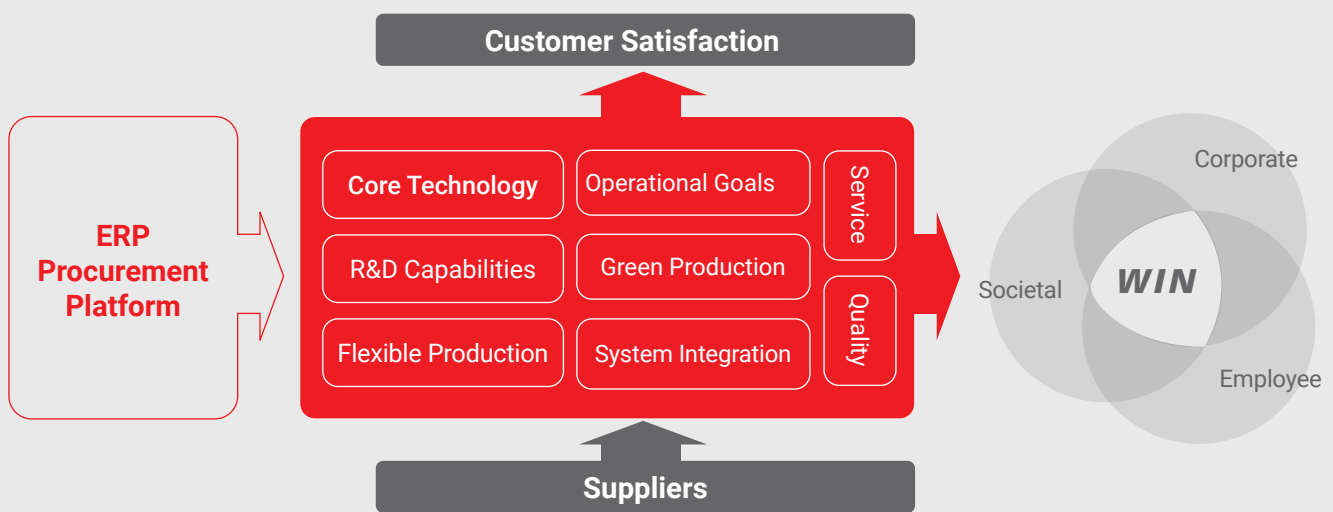 Customer Satisfaction
ERP
Procurement
Platform
Core Technology
Operational Goals
Service
R&D Capabilities
Green Production
Flexible Production
System Integration
Quality
Corporate
Societal
WIN
Employee
Suppliers